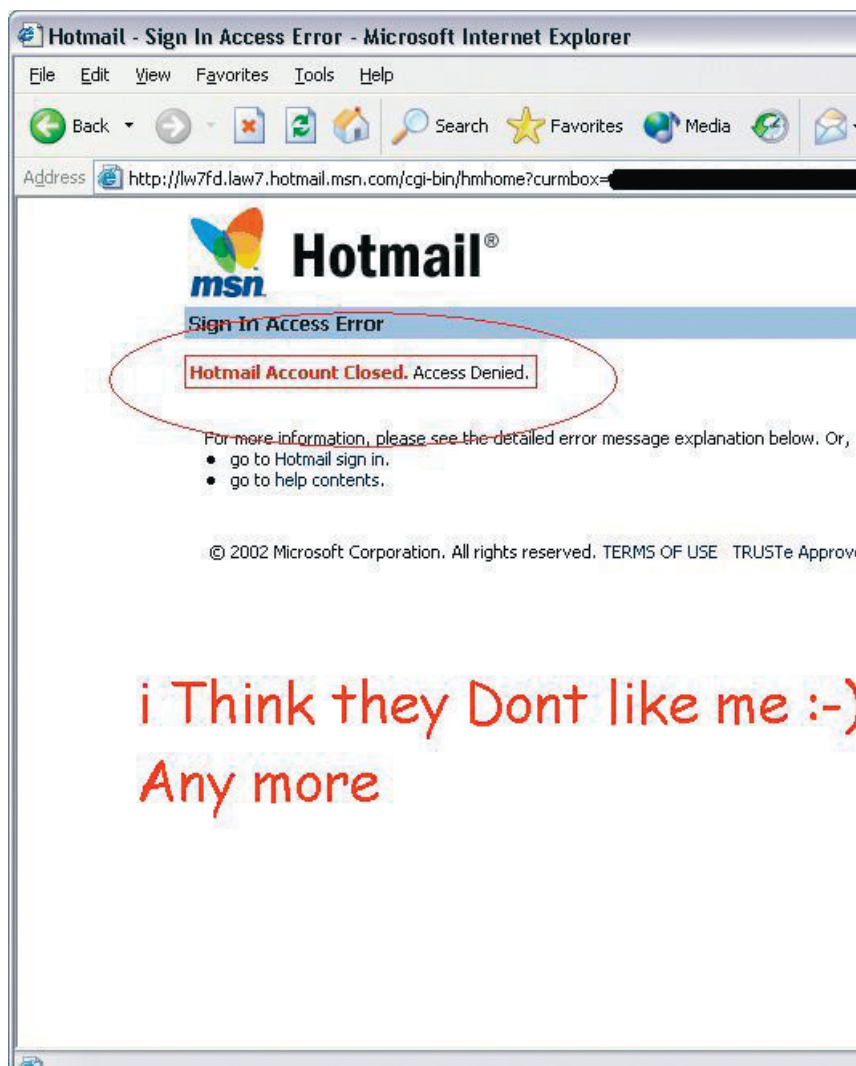 Hotmail - Sign In Access Error - Microsoft Internet Explorer
File Edit View Favorites Tools Help
Back Search Favorites Media
Address http://lw7fd.law7.hotmail.msn.com/cgi-bin/hmhome?curmbox=
msn Hotmail®
Sign In Access Error
Hotmail Account Closed. Access Denied.
For more information, please see the detailed error message explanation below. Or,
• go to Hotmail sign in.
• go to help contents.
© 2002 Microsoft Corporation. All rights reserved. TERMS OF USE TRUSTe Approve
i Think they Dont like me :-)
Any more